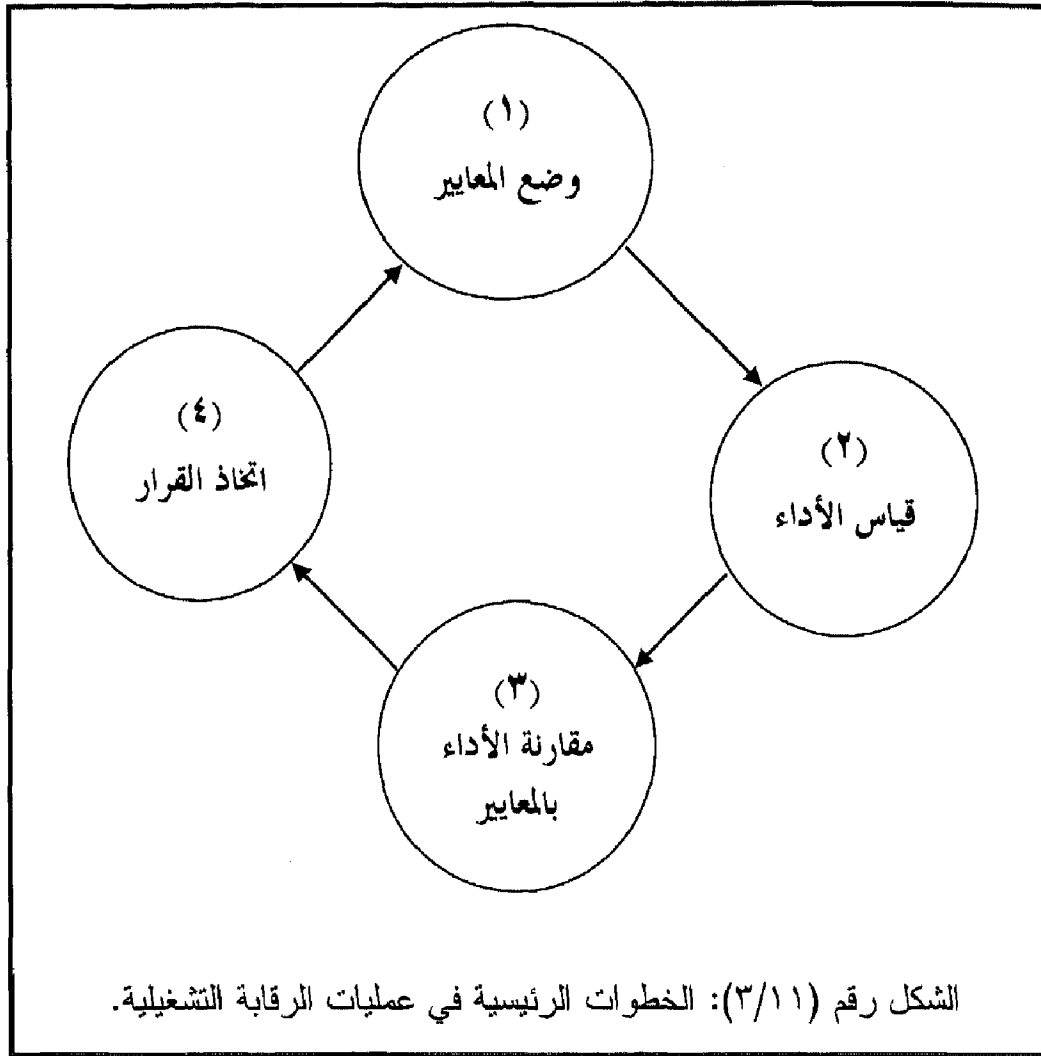 (١)
وضع المعايير
(٢)
قياس الأداء
(٣)
مقارنة الأداء
بالمعايير
(٤)
اتخاذ القرار
الشكل رقم (٣/١١): الخطوات الرئيسية في عمليات الرقابة التشغيلية.